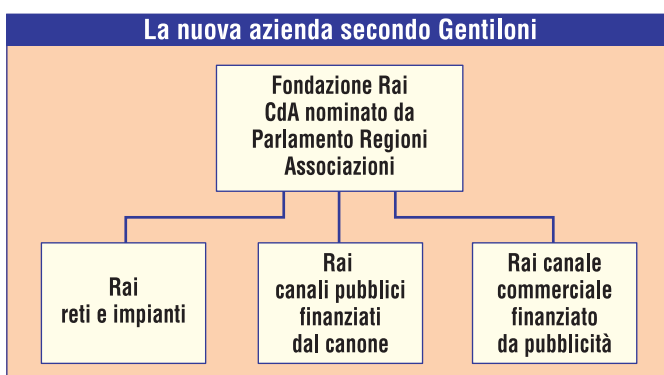 La nuova azienda secondo Gentiloni
Fondazione Rai
CdA nominato da
Parlamento Regioni
Associazioni
Rai
reti e impianti
Rai
canali pubblici
finanziati
dal canone
Rai canale
commerciale
finanziato
da pubblicità